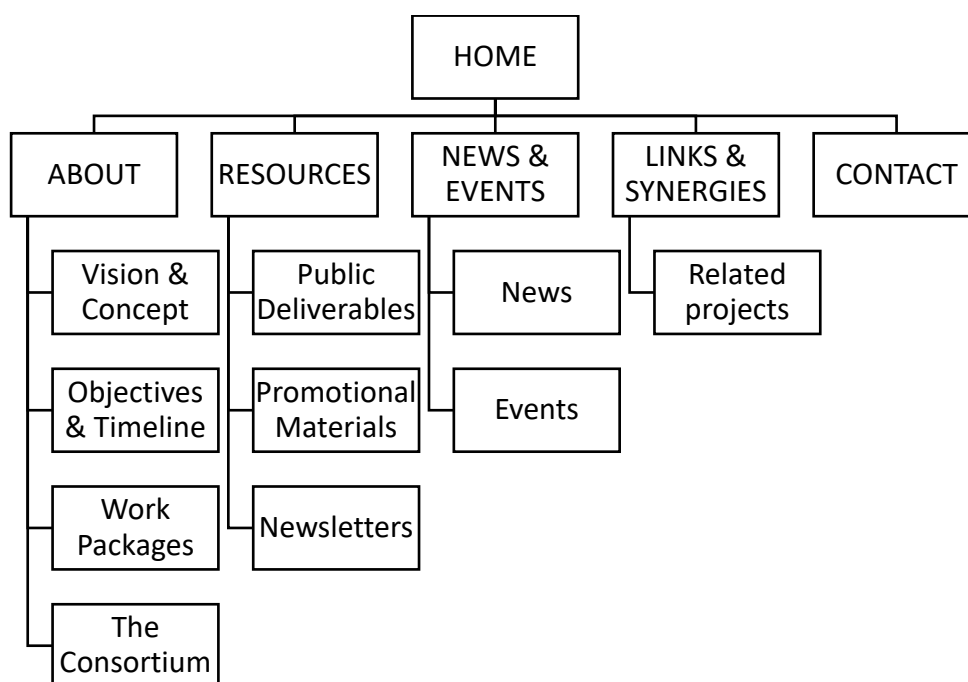 HOME
ABOUT
RESOURCES
NEWS &
EVENTS
LINKS &
SYNERGIES
CONTACT
Vision &
Concept
Objectives
& Timeline
Work
Packages
The
Consortium
Public
Deliverables
Promotional
Materials
Newsletters
News
Events
Related
projects